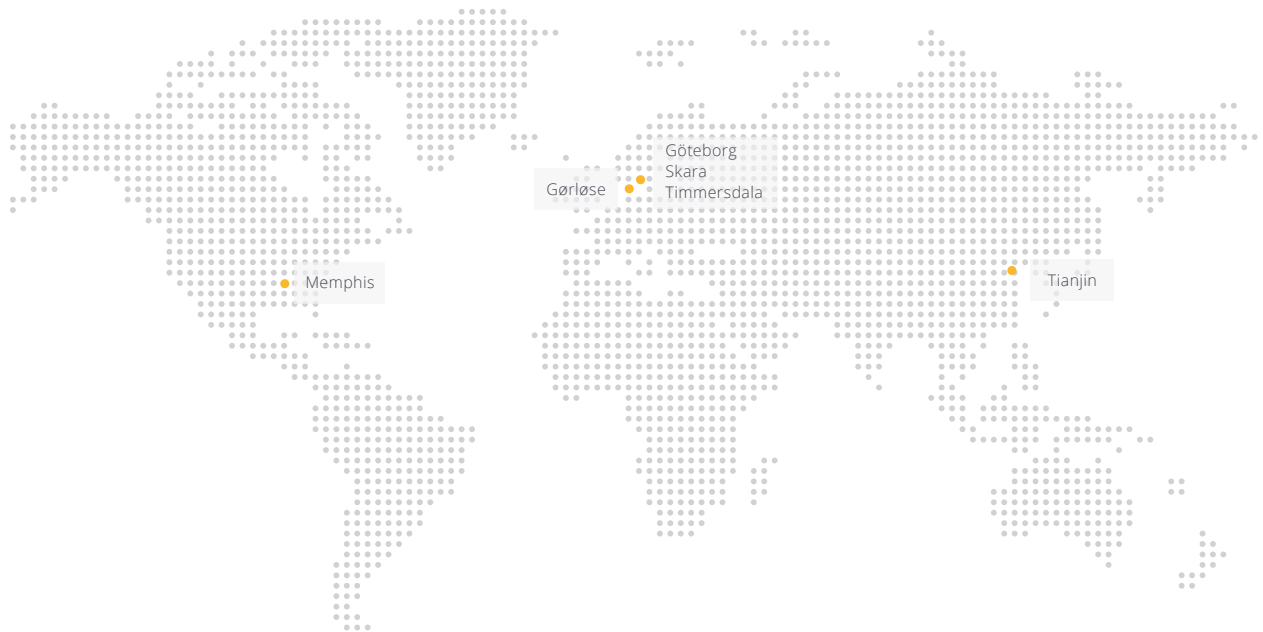 Göteborg
Skara
Timmersdala
Gørløse
Memphis
Tianjin